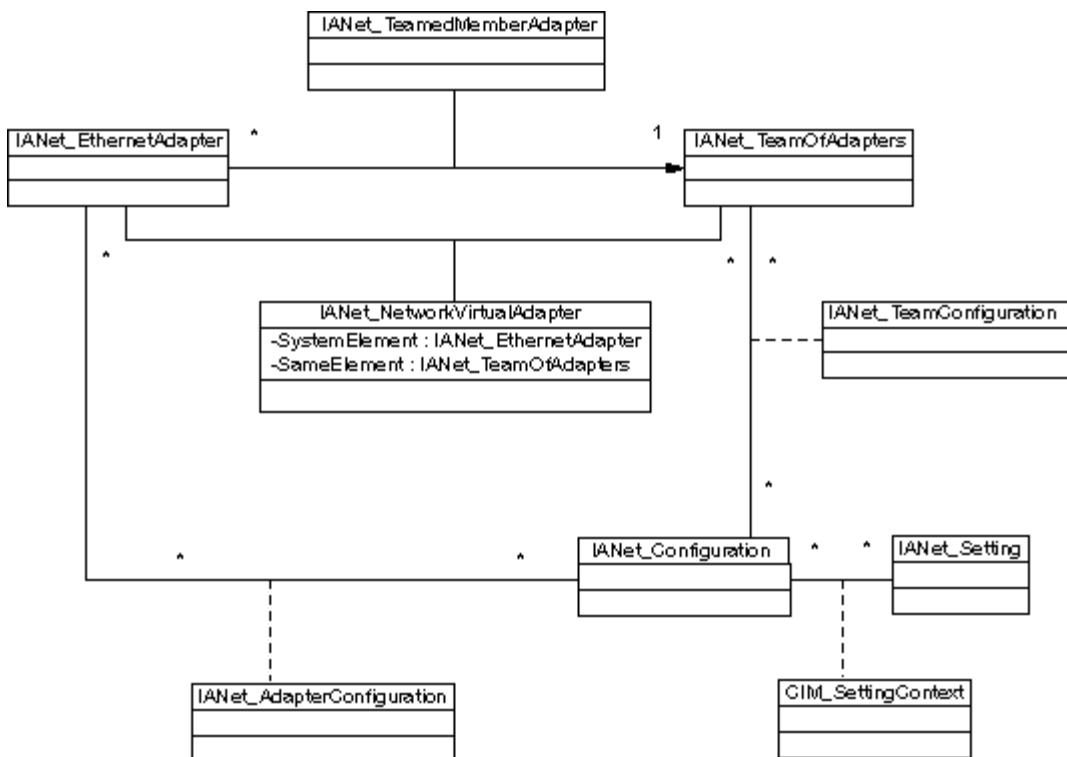 IANet_TeamedMemberAdapter
IANet_EthernetAdapter
*
1
IANet_TeamOfAdapters
*
*
*
IANet_NetworkVirtualAdapter
-SystemElement : IANet_EthernetAdapter
-SameElement : IANet_TeamOfAdapters
IANet_TeamConfiguration
*
*
*
IANet_Configuration
*
*
IANet_Setting
IANet_AdapterConfiguration
CIM_SettingContext